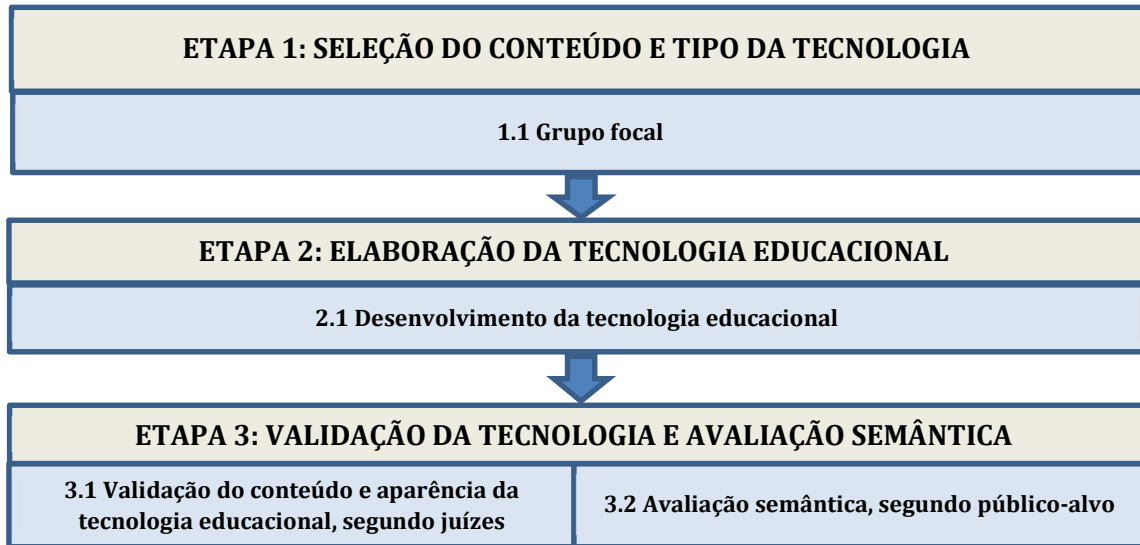 ETAPA 1: SELEÇÃO DO CONTEÚDO E TIPO DA TECNOLOGIA
1.1 Grupo focal
ETAPA 2: ELABORAÇÃO DA TECNOLOGIA EDUCACIONAL
2.1 Desenvolvimento da tecnologia educacional
ETAPA 3: VALIDAÇÃO DA TECNOLOGIA E AVALIAÇÃO SEMÂNTICA
3.1 Validação do conteúdo e aparência da
tecnologia educacional, segundo juízes
3.2 Avaliação semântica, segundo público-alvo